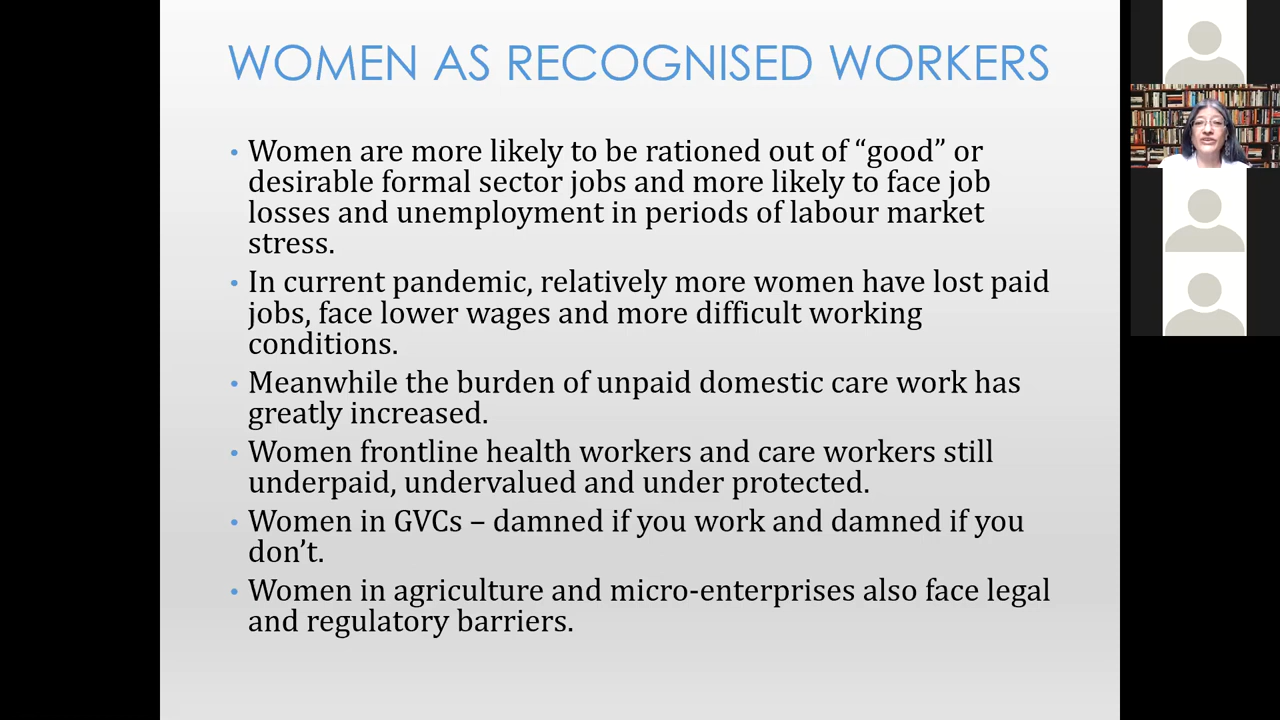 WOMEN AS RECOGNISED WORKERS
• Women are more likely to be rationed out of “good” or
desirable formal sector jobs and more likely to face job
losses and unemployment in periods of labour market
stress.
• In current pandemic, relatively more women have lost paid
jobs, face lower wages and more difficult working
conditions.
• Meanwhile the burden of unpaid domestic care work has
greatly increased.
• Women frontline health workers and care workers still
underpaid, undervalued and under protected.
• Women in GVCs – damned if you work and damned if you
don’t.
• Women in agriculture and micro-enterprises also face legal
and regulatory barriers.